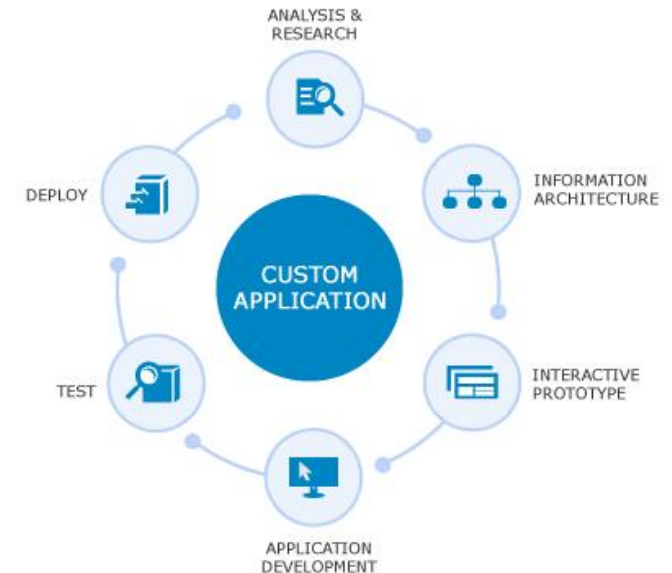 ANALYSIS &
RESEARCH
INFORMATION
ARCHITECTURE
INTERACTIVE
PROTOTYPE
APPLICATION
DEVELOPMENT
TEST
DEPLOY
CUSTOM
APPLICATION